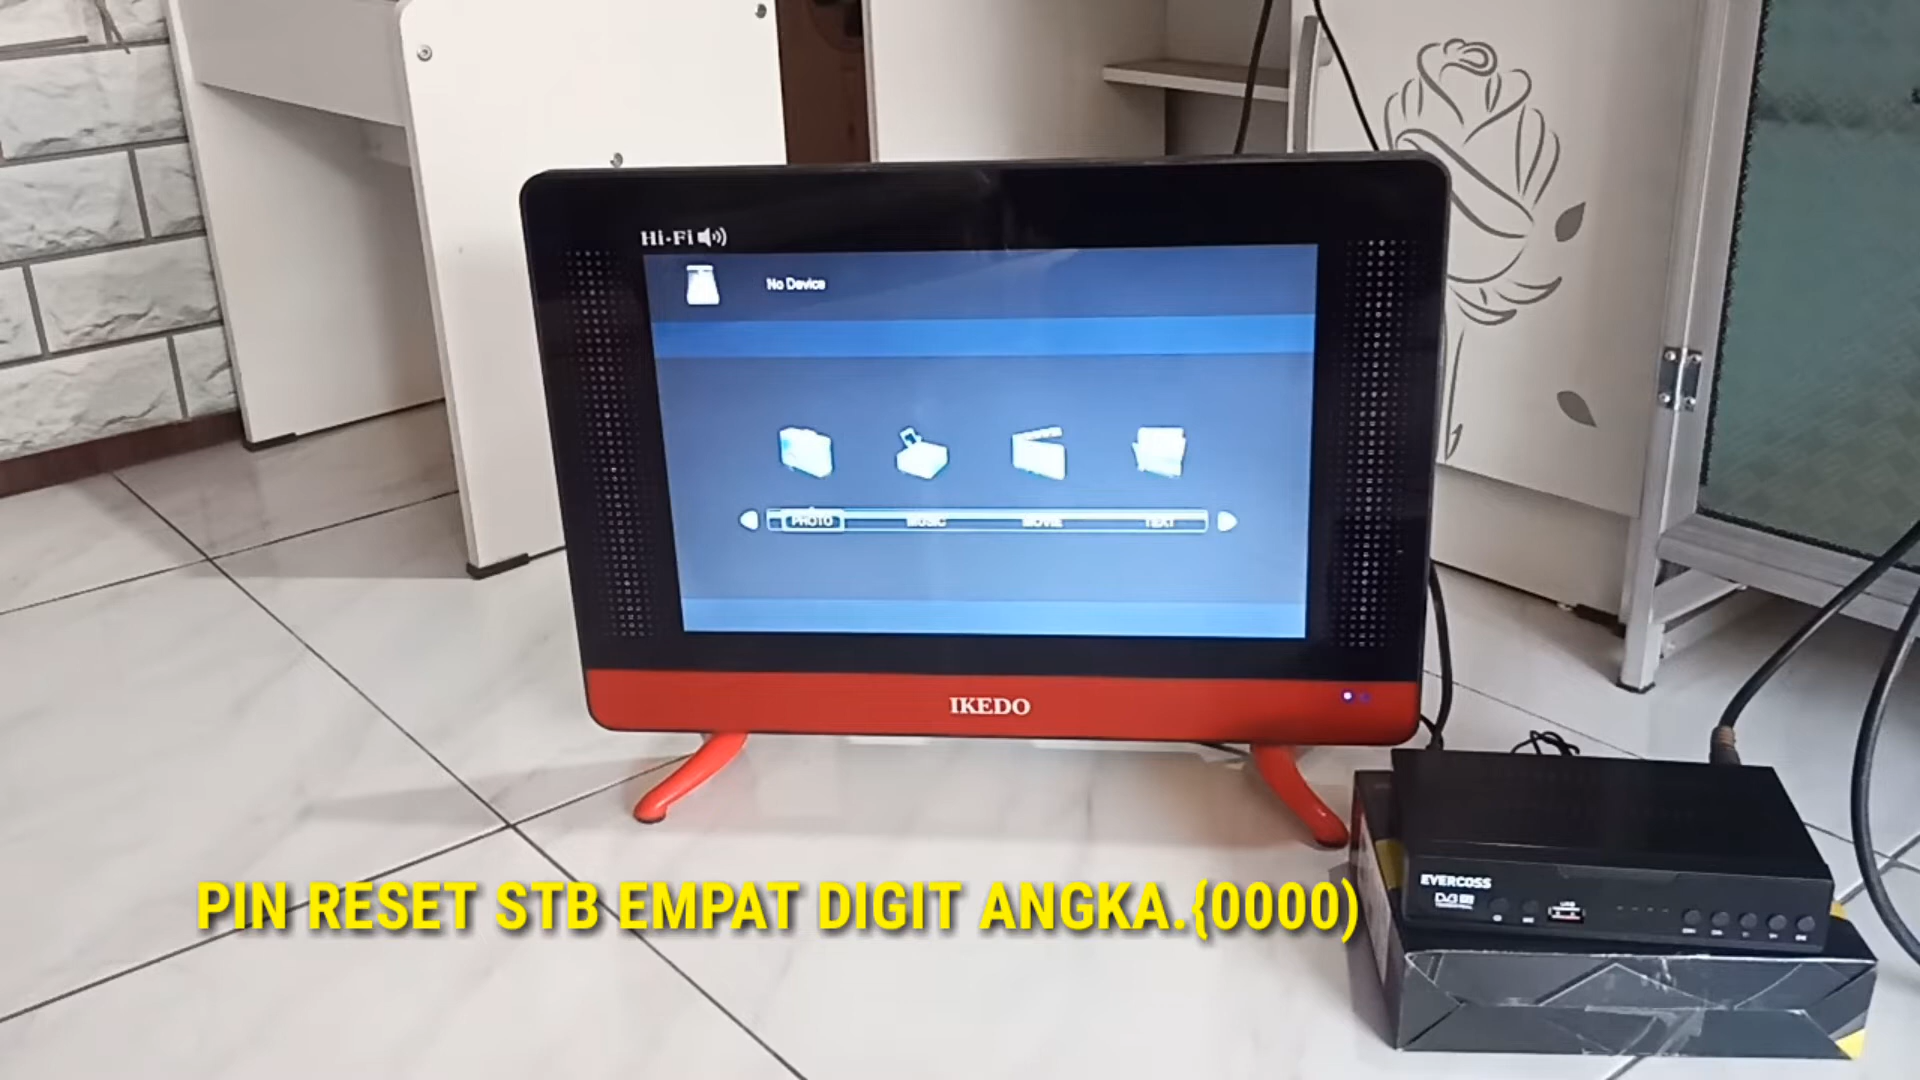 Hi-Fi
No Device
PHOTO MUSIC MOVIE TEXT
IKEDO
EVERCOSS
PIN RESET STB EMPAT DIGIT ANGKA.{0000)